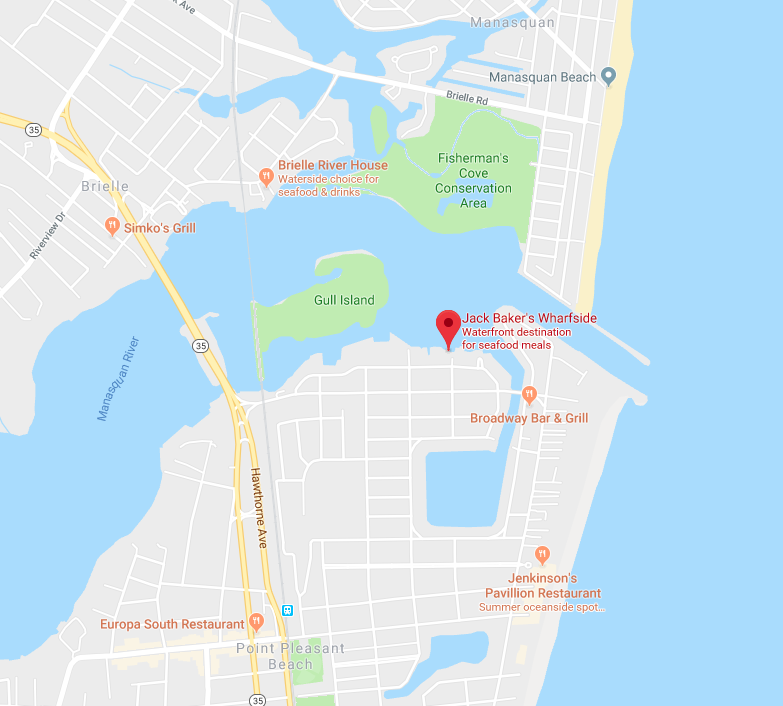 k Ave
Manasquan
Manasquan Beach
Brielle Rd
35
Fisherman's
Cove
Conservation
Area
Brielle River House
Waterside choice for
seafood & drinks
Brielle
Riverview Dr
Simko's Grill
Gull Island
Jack Baker's Wharfside
Waterfront destination
for seafood meals
35
Manasquan River
Broadway Bar & Grill
Hawthorne Ave
Jenkinson's
Pavillion Restaurant
Summer oceanside spot...
Europa South Restaurant
Point Pleasant
Beach
35